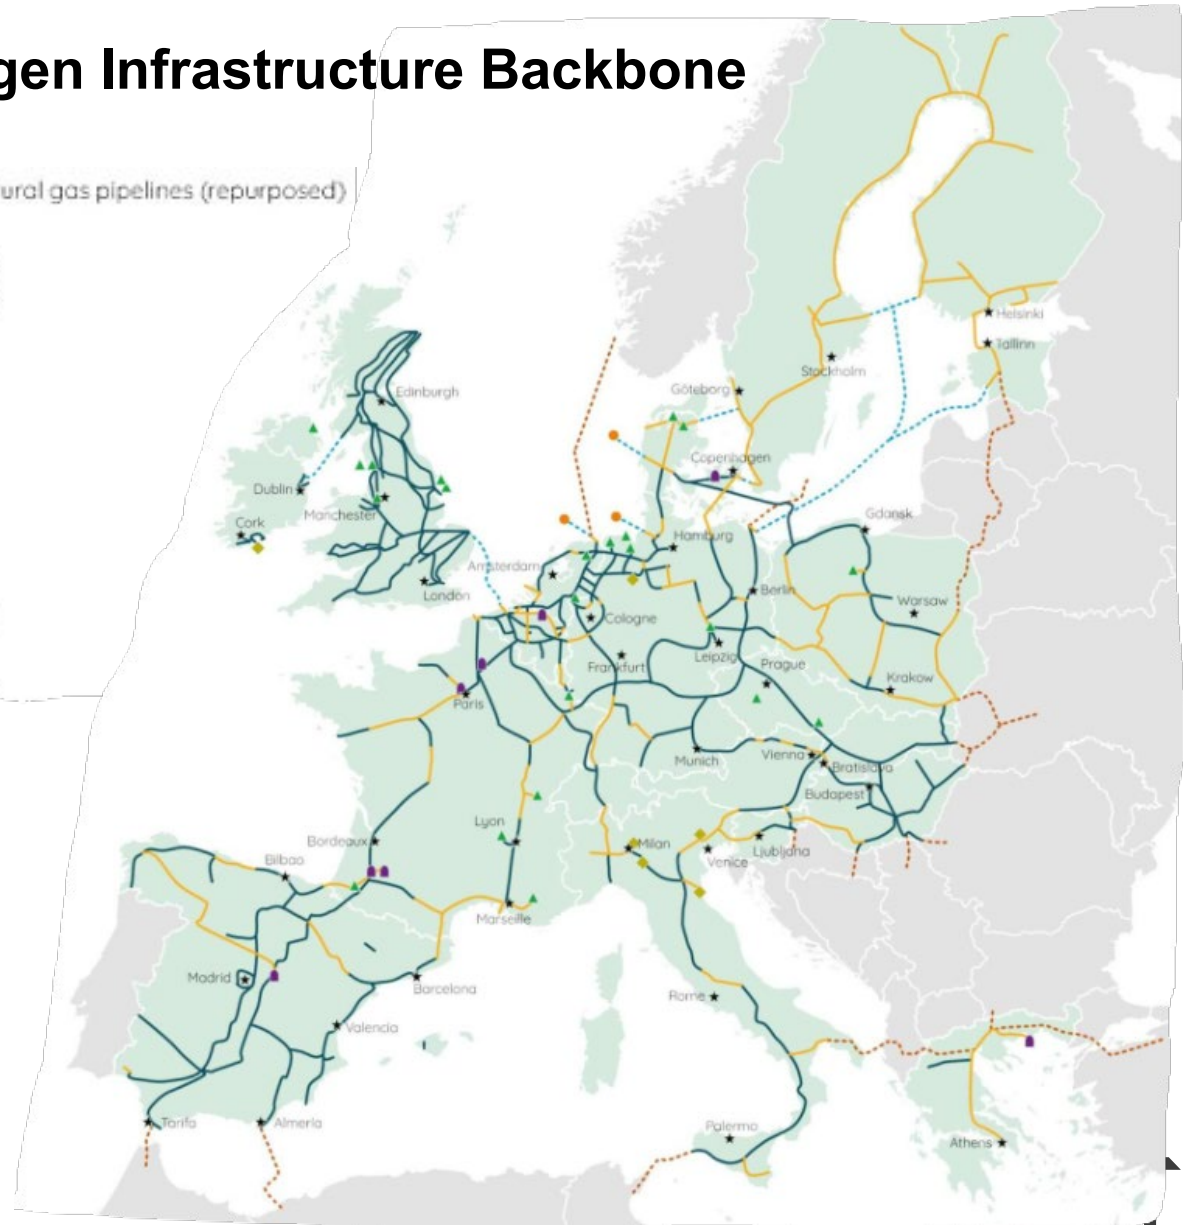 gen Infrastructure Backbone
ural gas pipelines (repurposed)
Helsinki
Tallinn
Stockholm
Göteborg
Edinburgh
Copenhagen
Dublin
Manchester
Cork
Gdansk
Hamburg
Amsterdam
London
Berlin
Warsaw
Cologne
Leipzig
Frankfurt
Prague
Krakow
Paris
Munich
Vienna
Bratislava
Budapest
Lyon
Bordeaux
Milan
Ljubljana
Venice
Bilbao
Marseille
Madrid
Barcelona
Rome
Valencia
Tarifa
Almería
Palermo
Athens